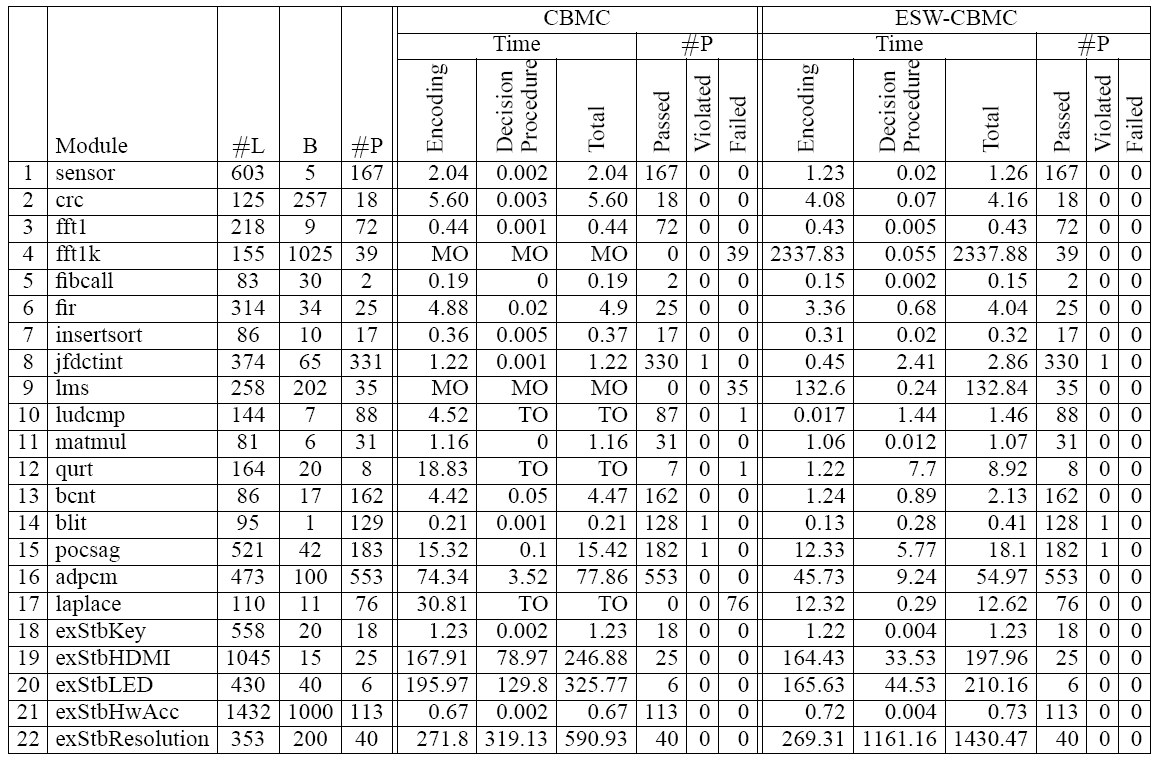 CBMC ESW-CBMC
Time #P Time #P
Module #L B #P Encoding Decision Procedure Total Passed Violated Failed Encoding Decision Procedure Total Passed Violated Failed
1 sensor 603 5 167 2.04 0.002 2.04 167 0 0 1.23 0.02 1.26 167 0 0
2 crc 125 257 18 5.60 0.003 5.60 18 0 0 4.08 0.07 4.16 18 0 0
3 fft1 218 9 72 0.44 0.001 0.44 72 0 0 0.43 0.005 0.43 72 0 0
4 fft1k 155 1025 39 MO MO MO 0 0 39 2337.83 0.055 2337.88 39 0 0
5 fibcall 83 30 2 0.19 0 0.19 2 0 0 0.15 0.002 0.15 2 0 0
6 fir 314 34 25 4.88 0.02 4.9 25 0 0 3.36 0.68 4.04 25 0 0
7 insertsort 86 10 17 0.36 0.005 0.37 17 0 0 0.31 0.02 0.32 17 0 0
8 jfdctint 374 65 331 1.22 0.001 1.22 330 1 0 0.45 2.41 2.86 330 1 0
9 lms 258 202 35 MO MO MO 0 0 35 132.6 0.24 132.84 35 0 0
10 ludcmp 144 7 88 4.52 TO TO 87 0 1 0.017 1.44 1.46 88 0 0
11 matmul 81 6 31 1.16 0 1.16 31 0 0 1.06 0.012 1.07 31 0 0
12 qurt 164 20 8 18.83 TO TO 7 0 1 1.22 7.7 8.92 8 0 0
13 bcnt 86 17 162 4.42 0.05 4.47 162 0 0 1.24 0.89 2.13 162 0 0
14 blit 95 1 129 0.21 0.001 0.21 128 1 0 0.13 0.28 0.41 128 1 0
15 pocsag 521 42 183 15.32 0.1 15.42 182 1 0 12.33 5.77 18.1 182 1 0
16 adpcm 473 100 553 74.34 3.52 77.86 553 0 0 45.73 9.24 54.97 553 0 0
17 laplace 110 11 76 30.81 TO TO 0 0 76 12.32 0.29 12.62 76 0 0
18 exStbKey 558 20 18 1.23 0.002 1.23 18 0 0 1.22 0.004 1.23 18 0 0
19 exStbHDMI 1045 15 25 167.91 78.97 246.88 25 0 0 164.43 33.53 197.96 25 0 0
20 exStbLED 430 40 6 195.97 129.8 325.77 6 0 0 165.63 44.53 210.16 6 0 0
21 exStbHwAcc 1432 1000 113 0.67 0.002 0.67 113 0 0 0.72 0.004 0.73 113 0 0
22 exStbResolution 353 200 40 271.8 319.13 590.93 40 0 0 269.31 1161.16 1430.47 40 0 0